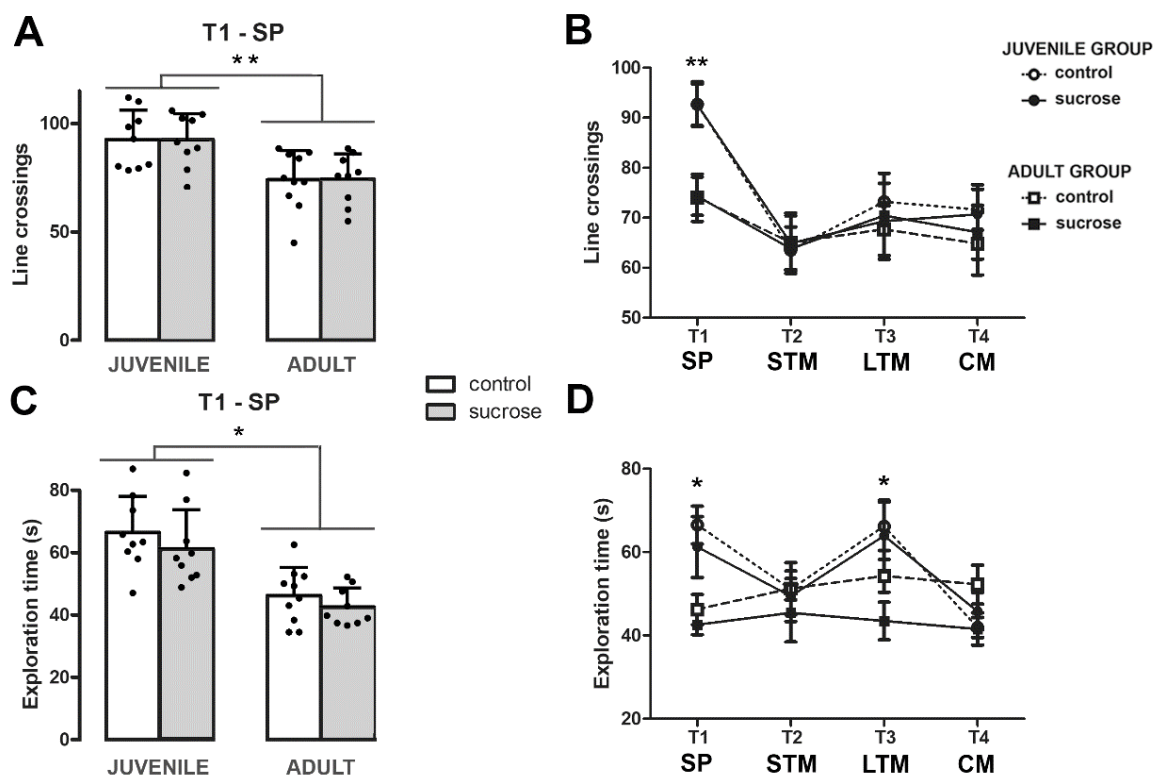 A
T1 - SP
**
Line crossings
100
50
0
JUVENILE
ADULT
B
**
Line crossings
100
90
80
70
60
50
T1
T2
T3
T4
SP
STM
LTM
CM
JUVENILE GROUP
control
sucrose
ADULT GROUP
control
sucrose
control
sucrose
C
T1 - SP
*
Exploration time (s)
80
60
40
20
0
JUVENILE
ADULT
D
*
*
Exploration time (s)
80
60
40
20
T1
T2
T3
T4
SP
STM
LTM
CM